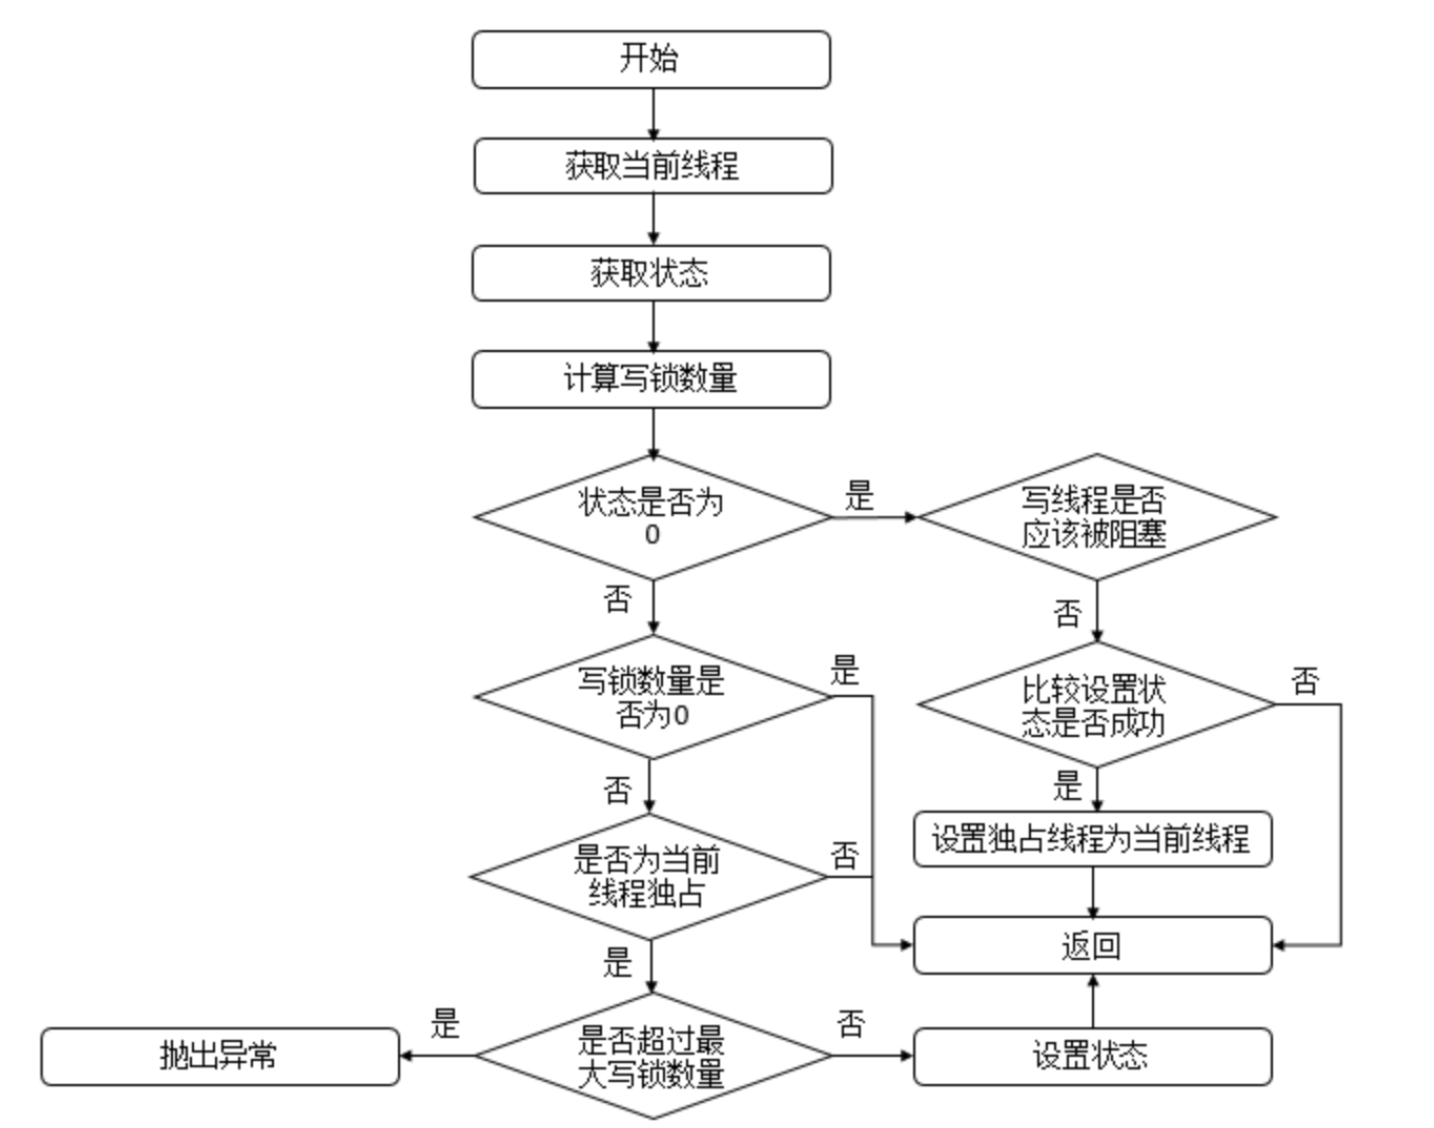 开始
获取当前线程
获取状态
计算写锁数量
状态是否为
0
是
写线程是否
应该被阻塞
否
否
写锁数量是
否为0
是
比较设置状
态是否成功
否
否
是
设置独占线程为当前线程
是否为当前
线程独占
否
返回
是
是否超过最
大写锁数量
是
抛出异常
否
设置状态